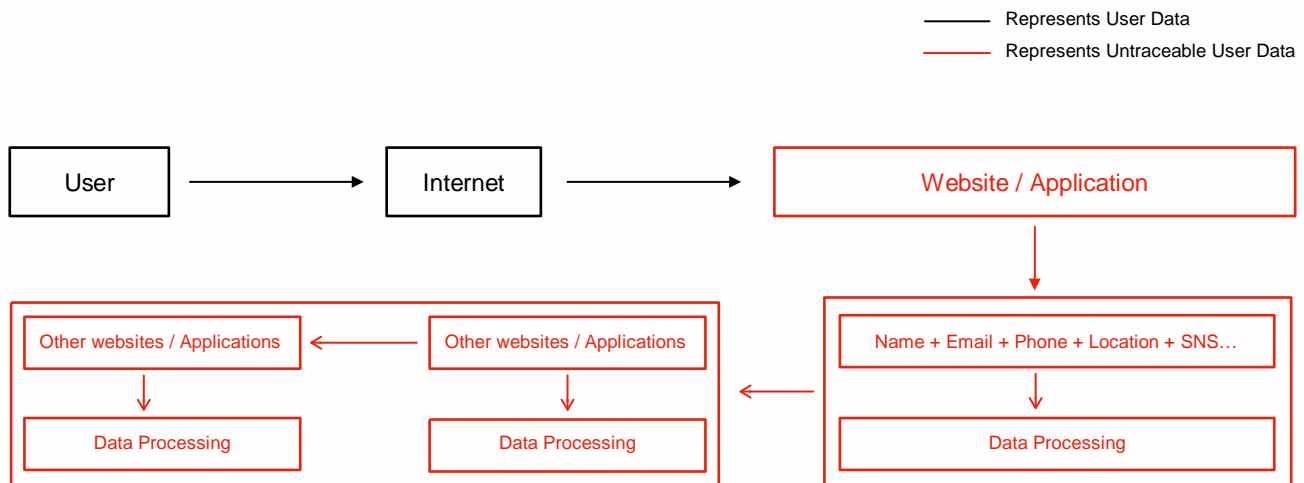 Represents User Data
Represents Untraceable User Data
User
Internet
Website / Application
Other websites / Applications
Other websites / Applications
Name + Email + Phone + Location + SNS…
Data Processing
Data Processing
Data Processing